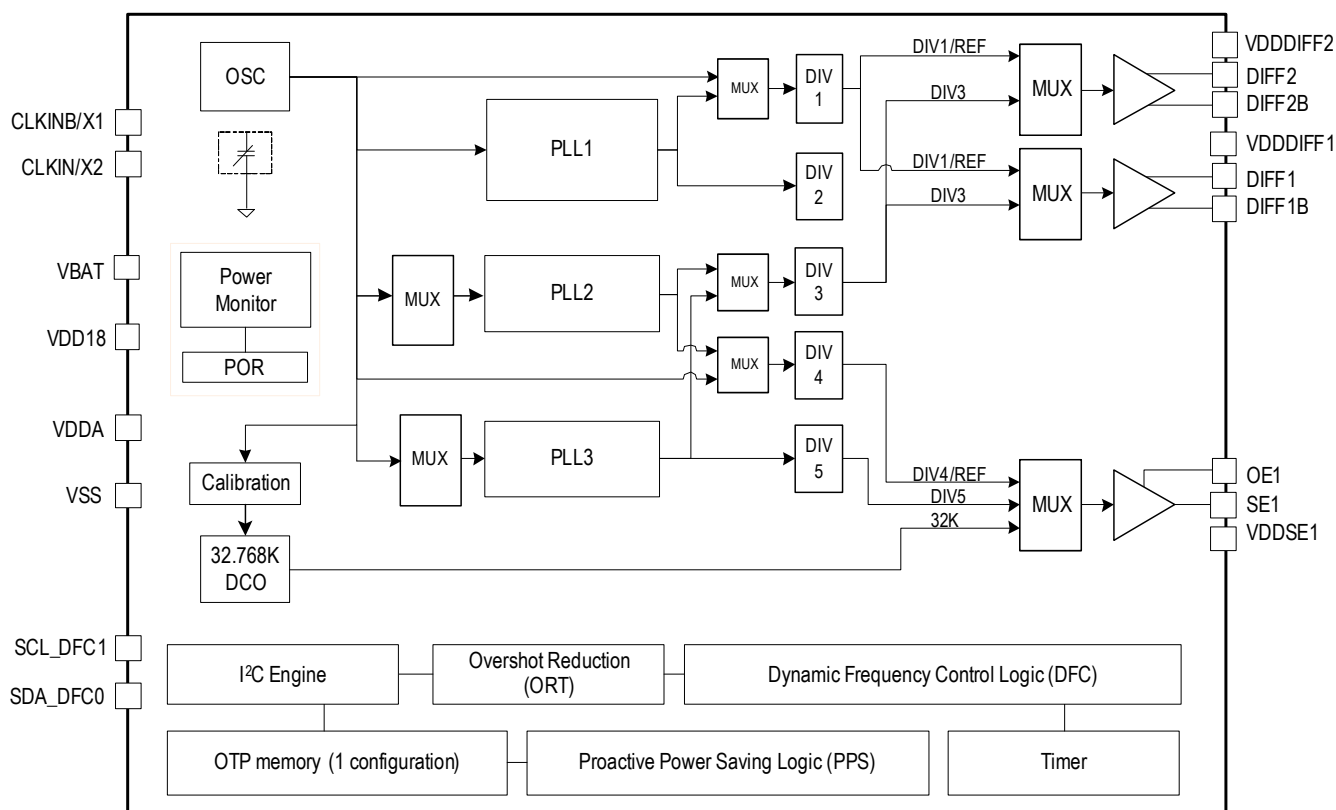 CLKINB/X1
CLKIN/X2
VBAT
VDD18
VDDA
VSS
SCL_DFC1
SDA_DFC0
OSC
Power
Monitor
POR
Calibration
32.768K
DCO
MUX
MUX
PLL1
PLL2
PLL3
MUX
MUX
MUX
DIV
1
DIV
2
DIV
3
DIV
4
DIV
5
DIV1/REF
DIV3
DIV1/REF
DIV3
DIV4/REF
DIV5
32K
MUX
MUX
MUX
VDDDIFF2
DIFF2
DIFF2B
VDDDIFF1
DIFF1
DIFF1B
OE1
SE1
VDDSE1
I²C Engine
Overshot Reduction
(ORT)
Dynamic Frequency Control Logic (DFC)
OTP memory (1 configuration)
Proactive Power Saving Logic (PPS)
Timer